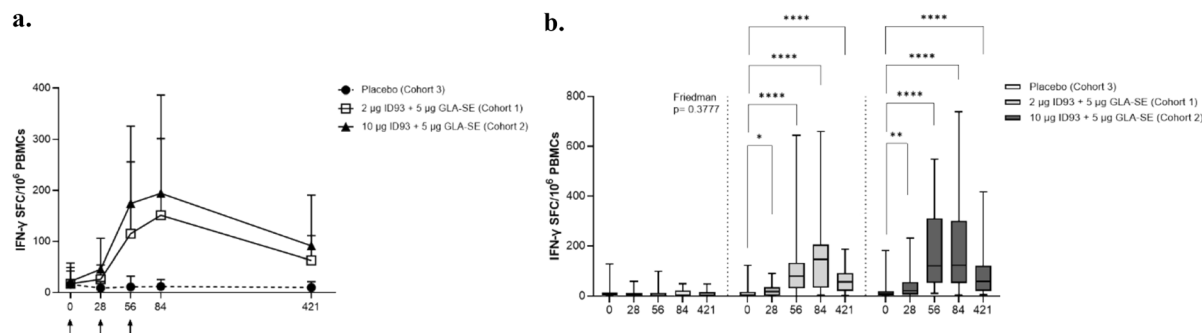 a.
400
300
200
100
0
IFN-γ SFC/10⁶ PBMCs
0 28 56 84 421
Placebo (Cohort 3)
2 µg ID93 + 5 µg GLA-SE (Cohort 1)
10 µg ID93 + 5 µg GLA-SE (Cohort 2)
b.
800
600
400
200
0
IFN-γ SFC/10⁶ PBMCs
Friedman
p= 0.3777
****
****
****
*
****
****
****
**
0 28 56 84 421 0 28 56 84 421 0 28 56 84 421
Placebo (Cohort 3)
2 µg ID93 + 5 µg GLA-SE (Cohort 1)
10 µg ID93 + 5 µg GLA-SE (Cohort 2)